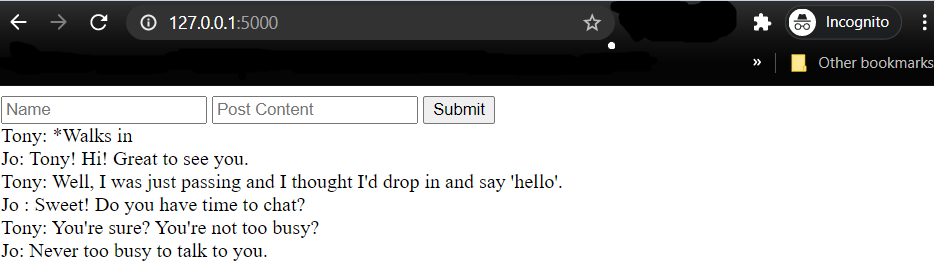 127.0.0.1:5000
Incognito
»
Other bookmarks
Name
Post Content
Submit
Tony: *Walks in
Jo: Tony! Hi! Great to see you.
Tony: Well, I was just passing and I thought I'd drop in and say 'hello'.
Jo : Sweet! Do you have time to chat?
Tony: You're sure? You're not too busy?
Jo: Never too busy to talk to you.